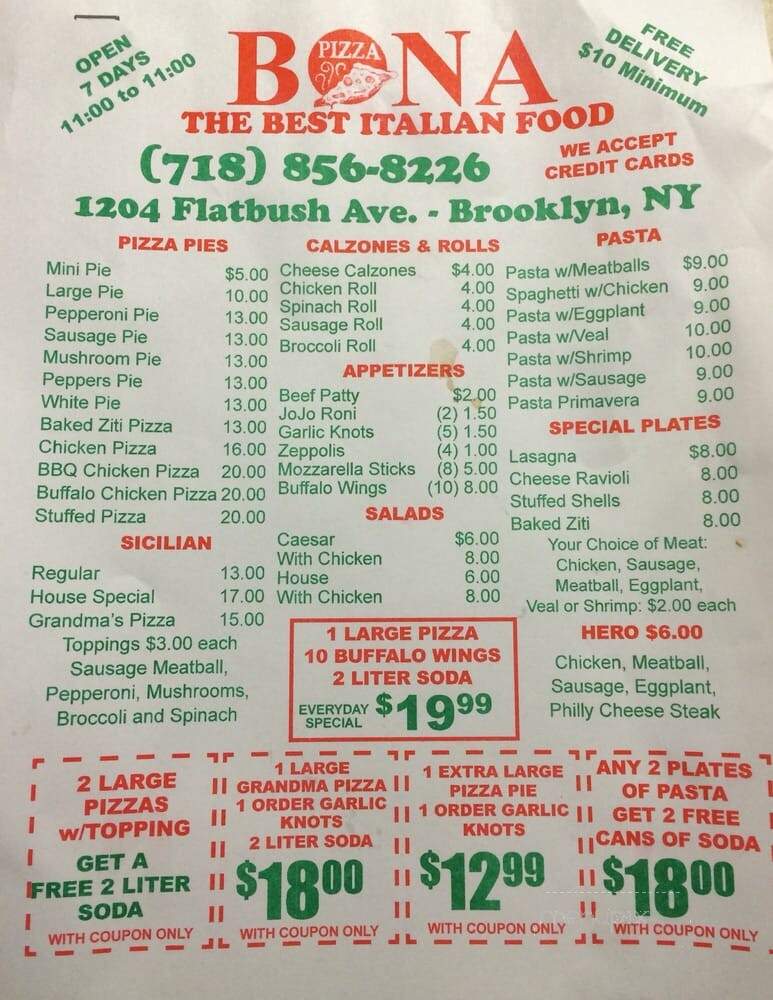 OPEN
7 DAYS
11:00 to 11:00
BONA
PIZZA
THE BEST ITALIAN FOOD
FREE
DELIVERY
$10 Minimum
(718) 856-8226
WE ACCEPT
CREDIT CARDS
1204 Flatbush Ave. - Brooklyn, NY
PIZZA PIES
Mini Pie $5.00
Large Pie 10.00
Pepperoni Pie 13.00
Sausage Pie 13.00
Mushroom Pie 13.00
Peppers Pie 13.00
White Pie 13.00
Baked Ziti Pizza 13.00
Chicken Pizza 16.00
BBQ Chicken Pizza 20.00
Buffalo Chicken Pizza 20.00
Stuffed Pizza 20.00
SICILIAN
Regular 13.00
House Special 17.00
Grandma's Pizza 15.00
Toppings $3.00 each
Sausage Meatball,
Pepperoni, Mushrooms,
Broccoli and Spinach
CALZONES & ROLLS
Cheese Calzones $4.00
Chicken Roll 4.00
Spinach Roll 4.00
Sausage Roll 4.00
Broccoli Roll 4.00
APPETIZERS
Beef Patty $2.00
JoJo Roni (2) 1.50
Garlic Knots (5) 1.50
Zeppolis (4) 1.00
Mozzarella Sticks (8) 5.00
Buffalo Wings (10) 8.00
SALADS
Caesar $6.00
With Chicken 8.00
House 6.00
With Chicken 8.00
1 LARGE PIZZA
10 BUFFALO WINGS
2 LITER SODA
EVERYDAY
SPECIAL $19.99
PASTA
Pasta w/Meatballs $9.00
Spaghetti w/Chicken 9.00
Pasta w/Eggplant 9.00
Pasta w/Veal 10.00
Pasta w/Shrimp 10.00
Pasta w/Sausage 9.00
Pasta Primavera 9.00
SPECIAL PLATES
Lasagna $8.00
Cheese Ravioli 8.00
Stuffed Shells 8.00
Baked Ziti 8.00
Your Choice of Meat:
Chicken, Sausage,
Meatball, Eggplant,
Veal or Shrimp: $2.00 each
HERO $6.00
Chicken, Meatball,
Sausage, Eggplant,
Philly Cheese Steak
2 LARGE
PIZZAS
w/TOPPING
GET A
FREE 2 LITER
SODA
WITH COUPON ONLY
1 LARGE
GRANDMA PIZZA
1 ORDER GARLIC
KNOTS
2 LITER SODA
$18.00
WITH COUPON ONLY
1 EXTRA LARGE
PIZZA PIE
1 ORDER GARLIC
KNOTS
$12.99
WITH COUPON ONLY
ANY 2 PLATES
OF PASTA
GET 2 FREE
CANS OF SODA
$18.00
WITH COUPON ONLY